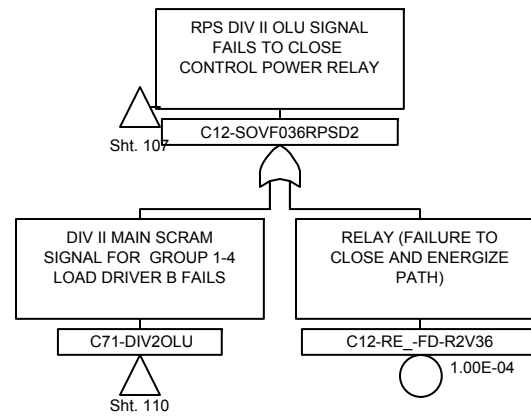 RPS DIV II OLU SIGNAL
FAILS TO CLOSE
CONTROL POWER RELAY
C12-SOVF036RPSD2
Sht. 107
DIV II MAIN SCRAM
SIGNAL FOR GROUP 1-4
LOAD DRIVER B FAILS
C71-DIV2OLU
Sht. 110
RELAY (FAILURE TO
CLOSE AND ENERGIZE
PATH)
C12-RE_-FD-R2V36
1.00E-04